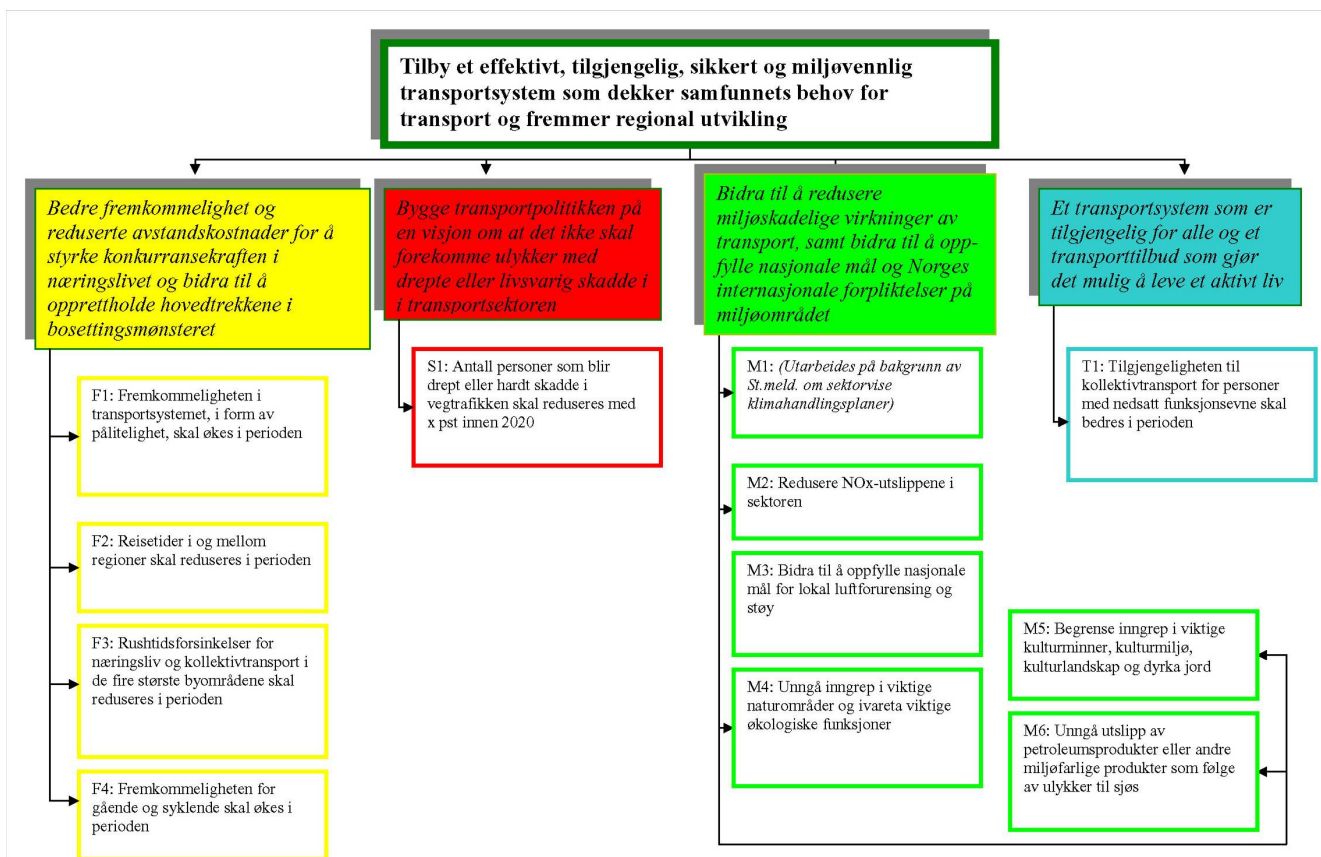 Tilby et effektivt, tilgjengelig, sikkert og miljøvennlig
transportsystem som dekker samfunnets behov for
transport og fremmer regional utvikling
Bedre fremkommelighet og
reduserte avstandskostnader for å
styrke konkurransekraften i
næringslivet og bidra til å
opprettholde hovedtrekkene i
bosettingsmønsteret
F1: Fremkommeligheten i
transportsystemet, i form av
pålitelighet, skal økes i perioden
F2: Reisetider i og mellom
regioner skal reduseres i perioden
F3: Rushtidsforsinkelser for
næringsliv og kollektivtransport i
de fire største byområdene skal
reduseres i perioden
F4: Fremkommeligheten for
gående og syklende skal økes i
perioden
Bygge transportpolitikken på
en visjon om at det ikke skal
forekomme ulykker med
drepte eller livsvarig skadde i
i transportsektoren
S1: Antall personer som blir
drept eller hardt skadde i
vegtrafikken skal reduseres med
x pst innen 2020
Bidra til å redusere
miljøskadelige virkninger av
transport, samt bidra til å opp-
fylle nasjonale mål og Norges
internasjonale forpliktelser på
miljøområdet
M1: (Utarbeides på bakgrunn av
St.meld. om sektorvise
klimahandlingsplaner)
M2: Redusere NOx-utslippene i
sektoren
M3: Bidra til å oppfylle nasjonale
mål for lokal luftforurensing og
støy
M4: Unngå inngrep i viktige
naturområder og ivareta viktige
økologiske funksjoner
M5: Begrense inngrep i viktige
kulturminner, kulturmiljø,
kulturlandskap og dyrka jord
M6: Unngå utslipp av
petroleumsprodukter eller andre
miljøfarlige produkter som følge
av ulykker til sjøs
Et transportsystem som er
tilgjengelig for alle og et
transporttilbud som gjør
det mulig å leve et aktivt liv
T1: Tilgjengeligheten til
kollektivtransport for personer
med nedsatt funksjonsevne skal
bedres i perioden